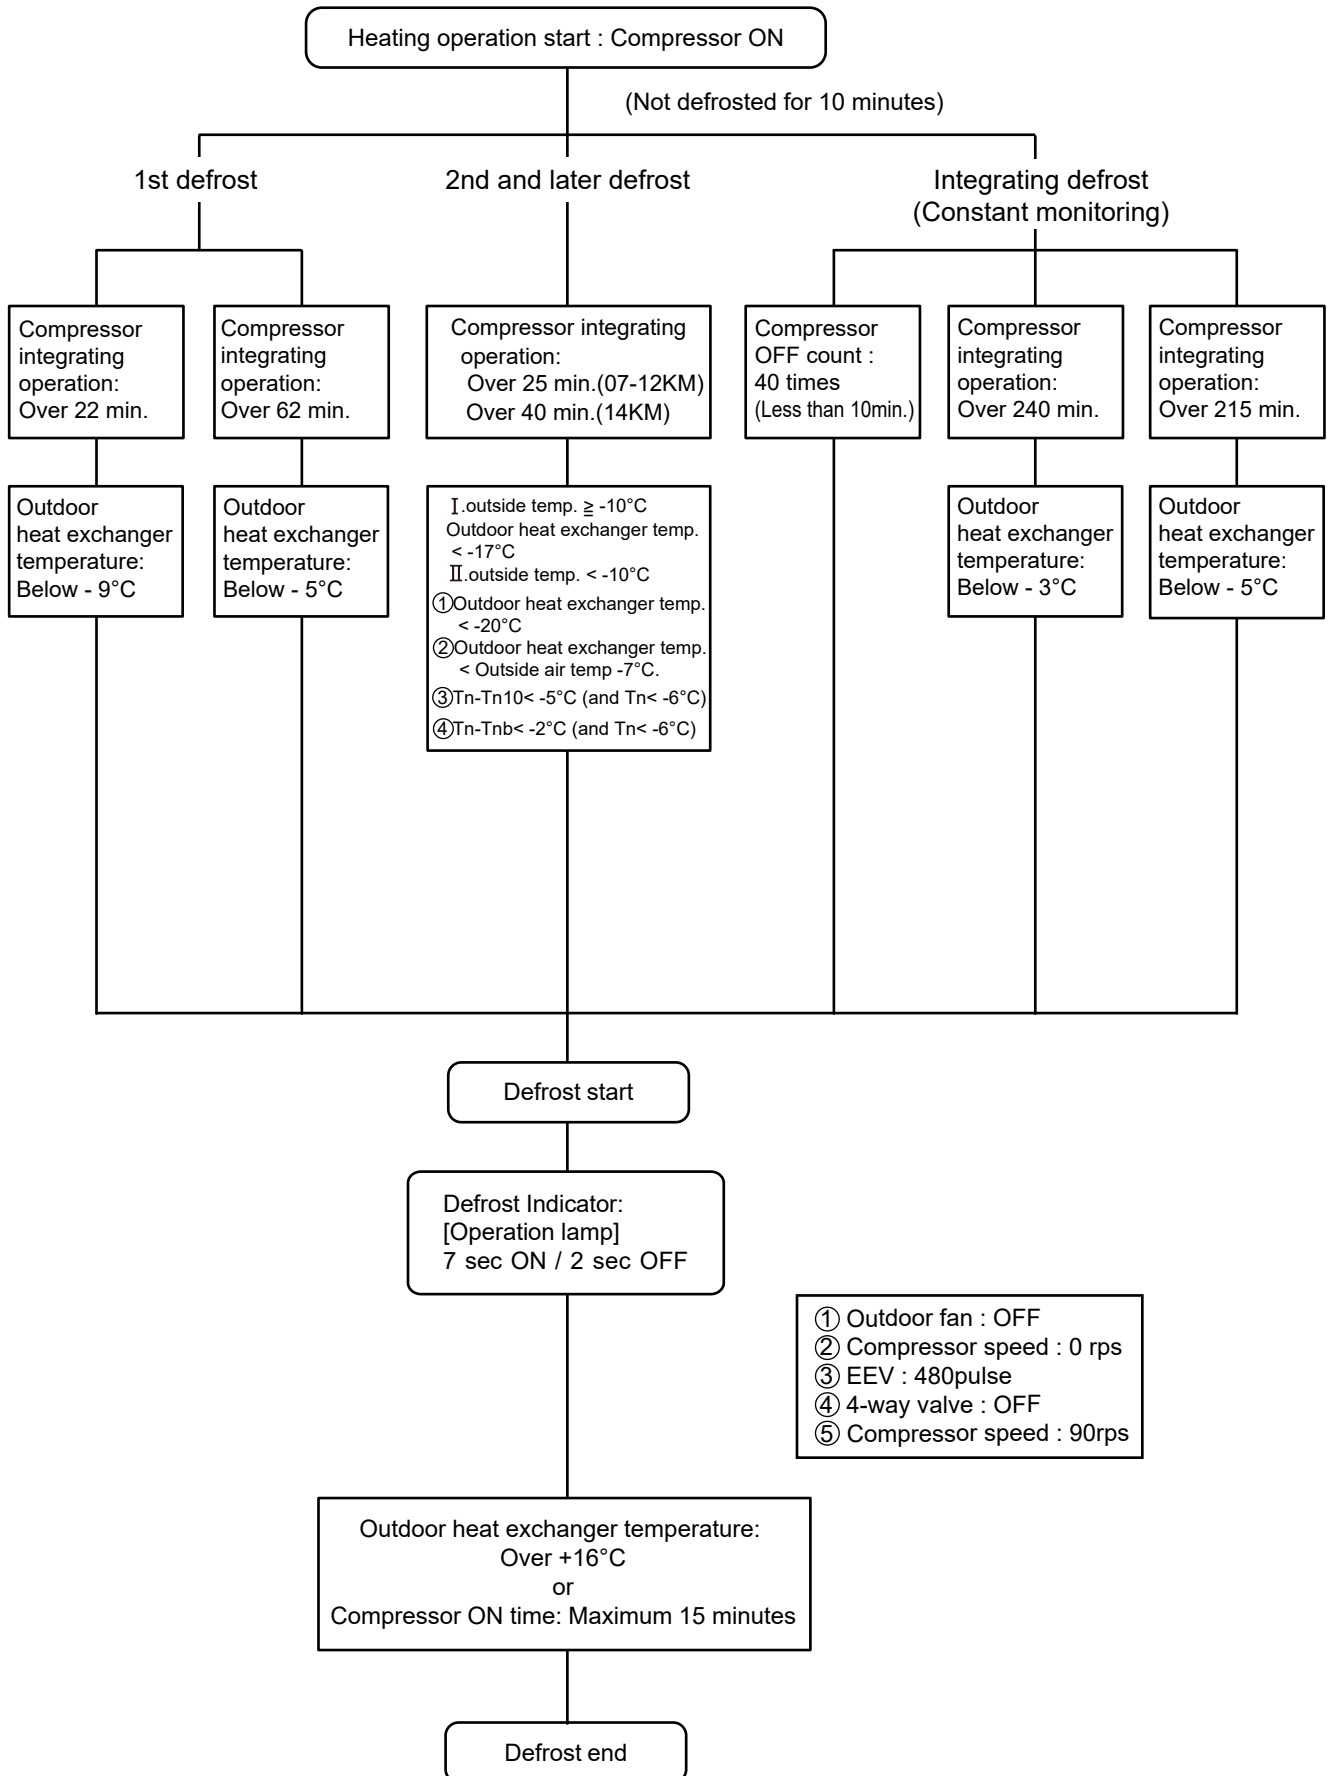 Heating operation start : Compressor ON
(Not defrosted for 10 minutes)
1st defrost
2nd and later defrost
Integrating defrost
(Constant monitoring)
Compressor
integrating
operation:
Over 22 min.
Compressor
integrating
operation:
Over 62 min.
Compressor integrating
operation:
Over 25 min.(07-12KM)
Over 40 min.(14KM)
Compressor
OFF count :
40 times
(Less than 10min.)
Compressor
integrating
operation:
Over 240 min.
Compressor
integrating
operation:
Over 215 min.
Outdoor
heat exchanger
temperature:
Below - 9°C
Outdoor
heat exchanger
temperature:
Below - 5°C
Ⅰ.outside temp. ≧ -10°C
Outdoor heat exchanger temp.
< -17°C
Ⅱ.outside temp. < -10°C
①Outdoor heat exchanger temp.
< -20°C
②Outdoor heat exchanger temp.
< Outside air temp -7°C.
③Tn-Tn10< -5°C (and Tn< -6°C)
④Tn-Tnb< -2°C (and Tn< -6°C)
Outdoor
heat exchanger
temperature:
Below - 3°C
Outdoor
heat exchanger
temperature:
Below - 5°C
Defrost start
Defrost Indicator:
[Operation lamp]
7 sec ON / 2 sec OFF
① Outdoor fan : OFF
② Compressor speed : 0 rps
③ EEV : 480pulse
④ 4-way valve : OFF
⑤ Compressor speed : 90rps
Outdoor heat exchanger temperature:
Over +16°C
or
Compressor ON time: Maximum 15 minutes
Defrost end